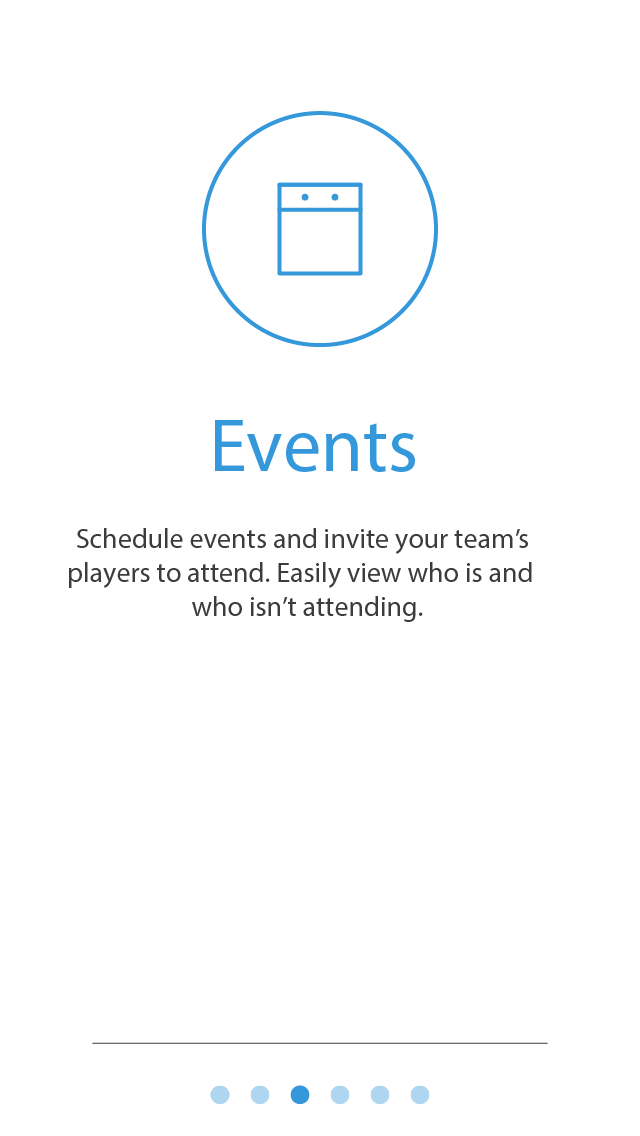 Events
Schedule events and invite your team’s
players to attend. Easily view who is and
who isn’t attending.